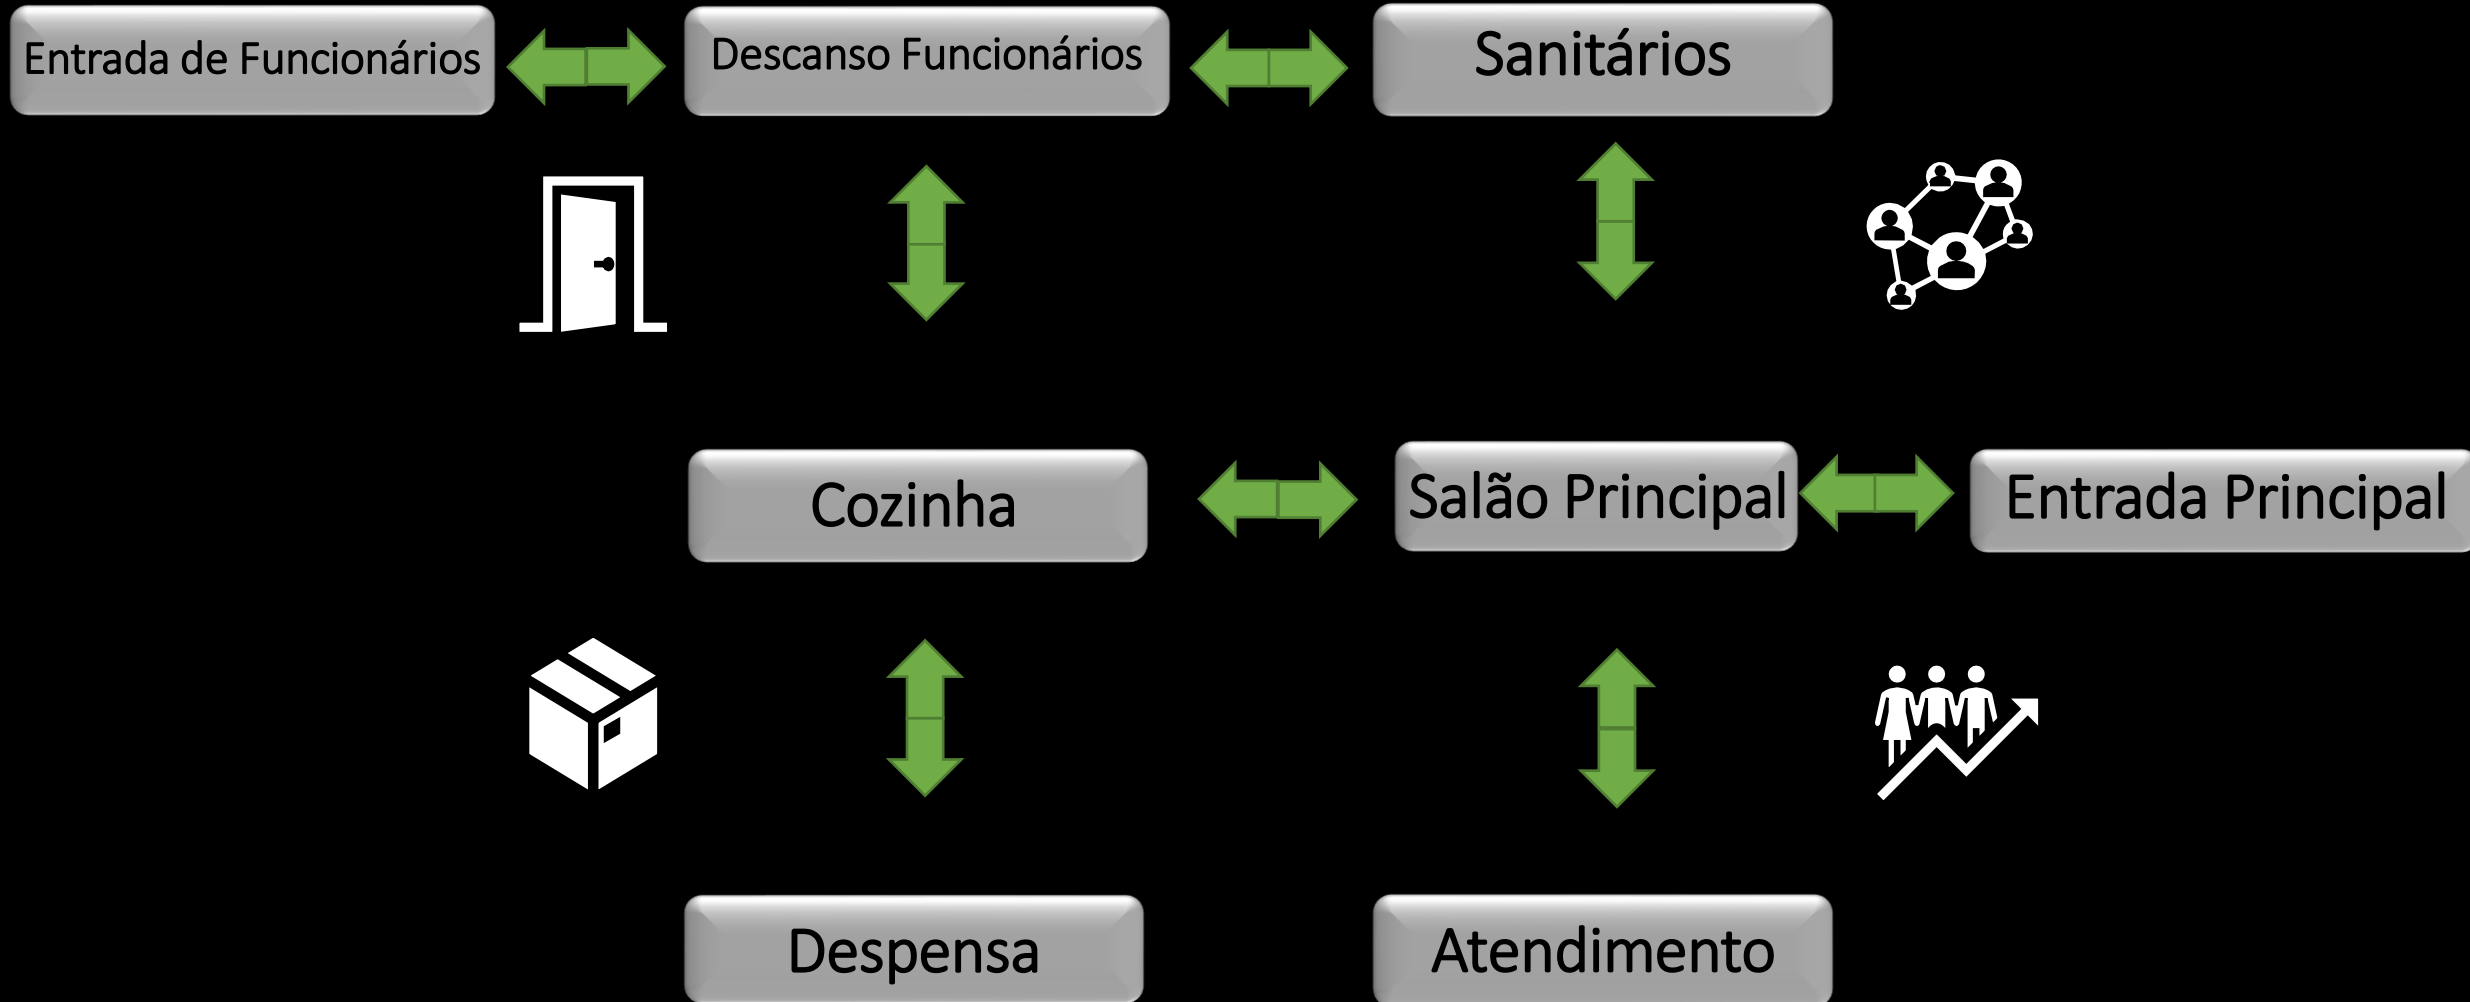 Entrada de Funcionários
Descanso Funcionários
Sanitários
Cozinha
Salão Principal
Entrada Principal
Despensa
Atendimento